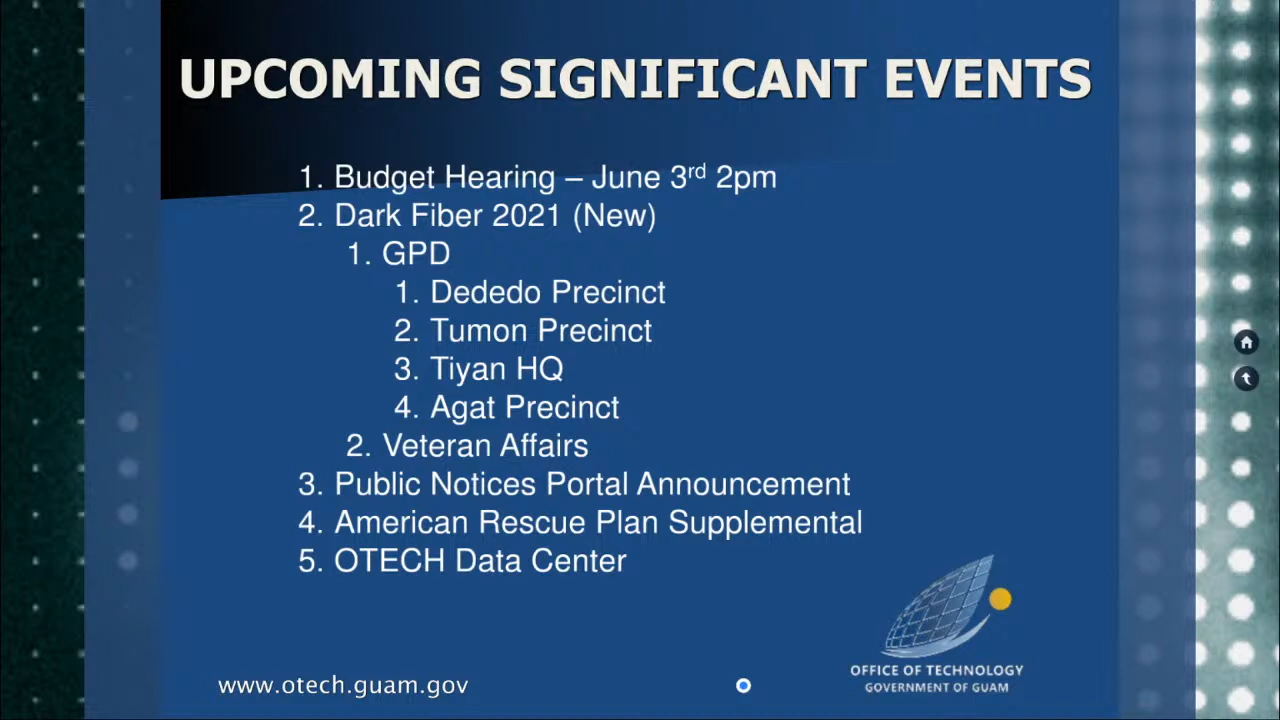 UPCOMING SIGNIFICANT EVENTS
1. Budget Hearing – June 3rd 2pm
2. Dark Fiber 2021 (New)
1. GPD
1. Dededo Precinct
2. Tumon Precinct
3. Tiyan HQ
4. Agat Precinct
2. Veteran Affairs
3. Public Notices Portal Announcement
4. American Rescue Plan Supplemental
5. OTECH Data Center
OFFICE OF TECHNOLOGY
GOVERNMENT OF GUAM
www.otech.guam.gov